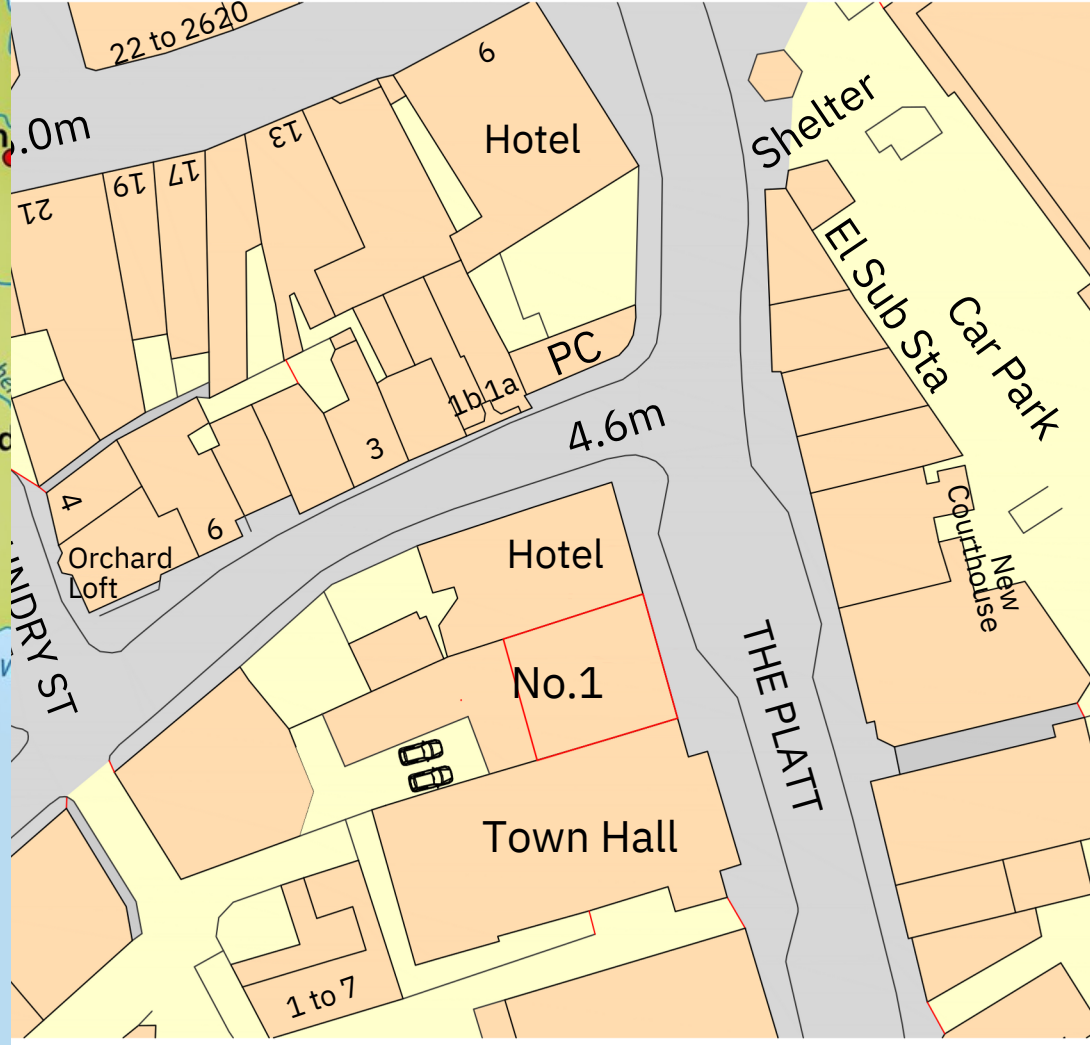 22 to 26
20
6
Hotel
.0m
13
Shelter
17
19
21
El Sub Sta
Car Park
PC
1b
1a
4.6m
3
4
6
Orchard
Loft
Hotel
New
Courthouse
NDRY ST
No.1
THE PLATT
Town Hall
1 to 7